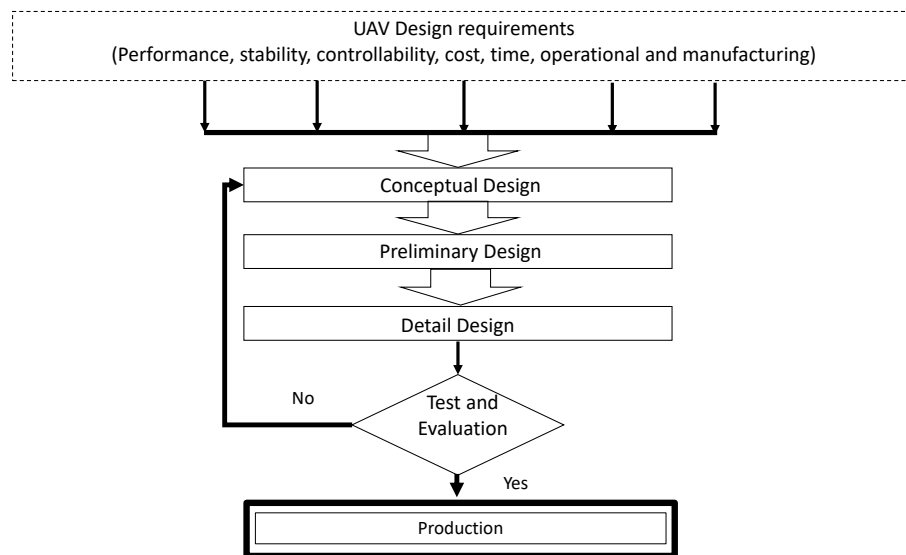 UAV Design requirements
(Performance, stability, controllability, cost, time, operational and manufacturing)
Conceptual Design
Preliminary Design
Detail Design
No
Test and
Evaluation
Yes
Production